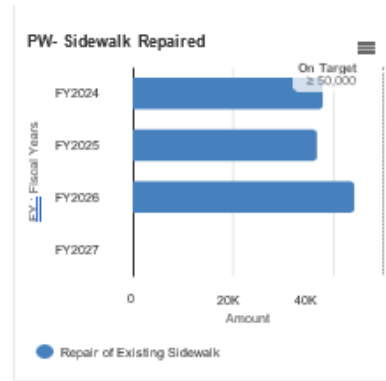 PW- Sidewalk Repaired
On Target
≥ 50,000
FY2024
FY2025
FY2026
FY2027
FY : Fiscal Years
0 20K 40K
Amount
Repair of Existing Sidewalk